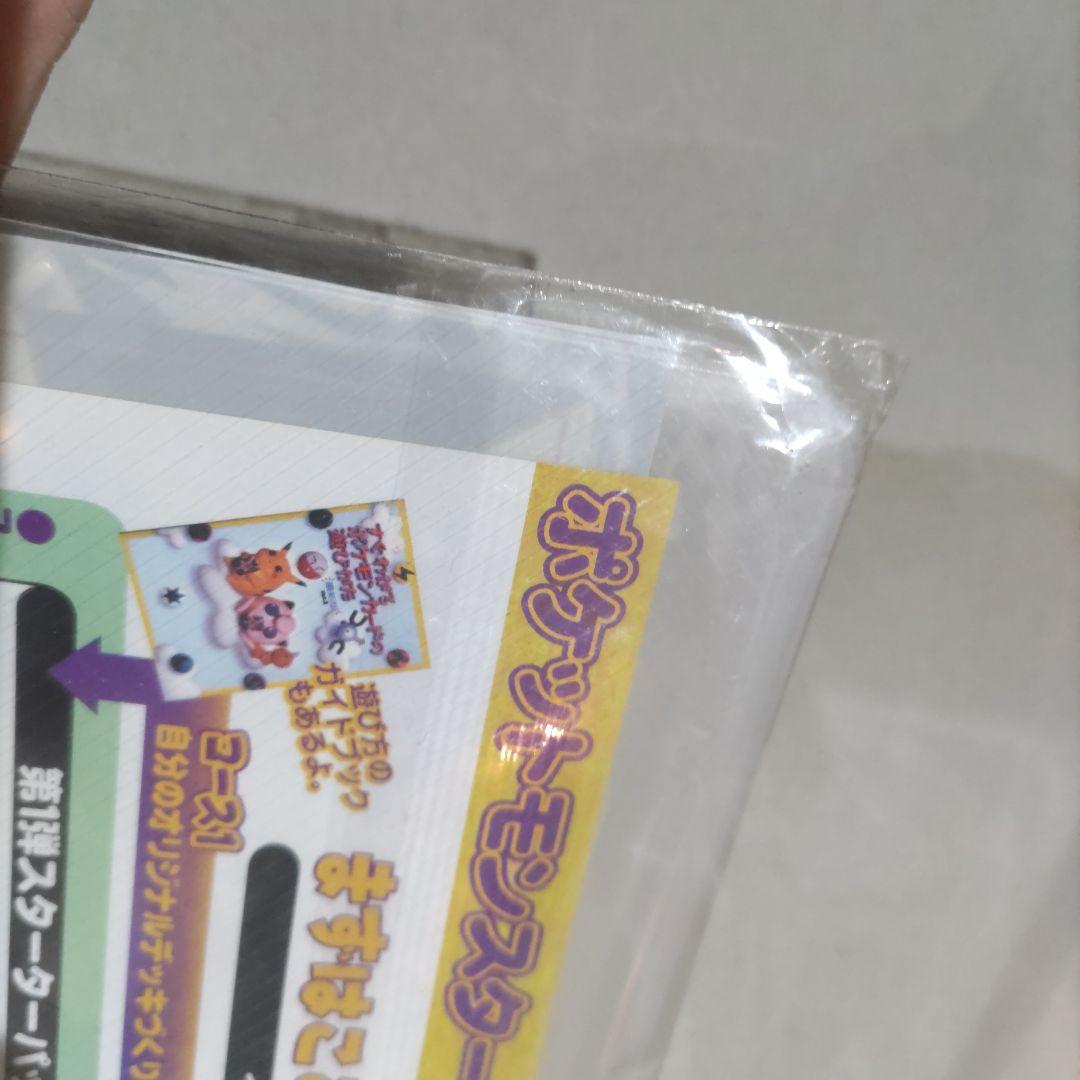 ポケットモンスター
まずはこ
遊び方の
ガイドブック
もあるよ。
コース1
自分のオリジナルデッキづくり
第1弾スターターパッ